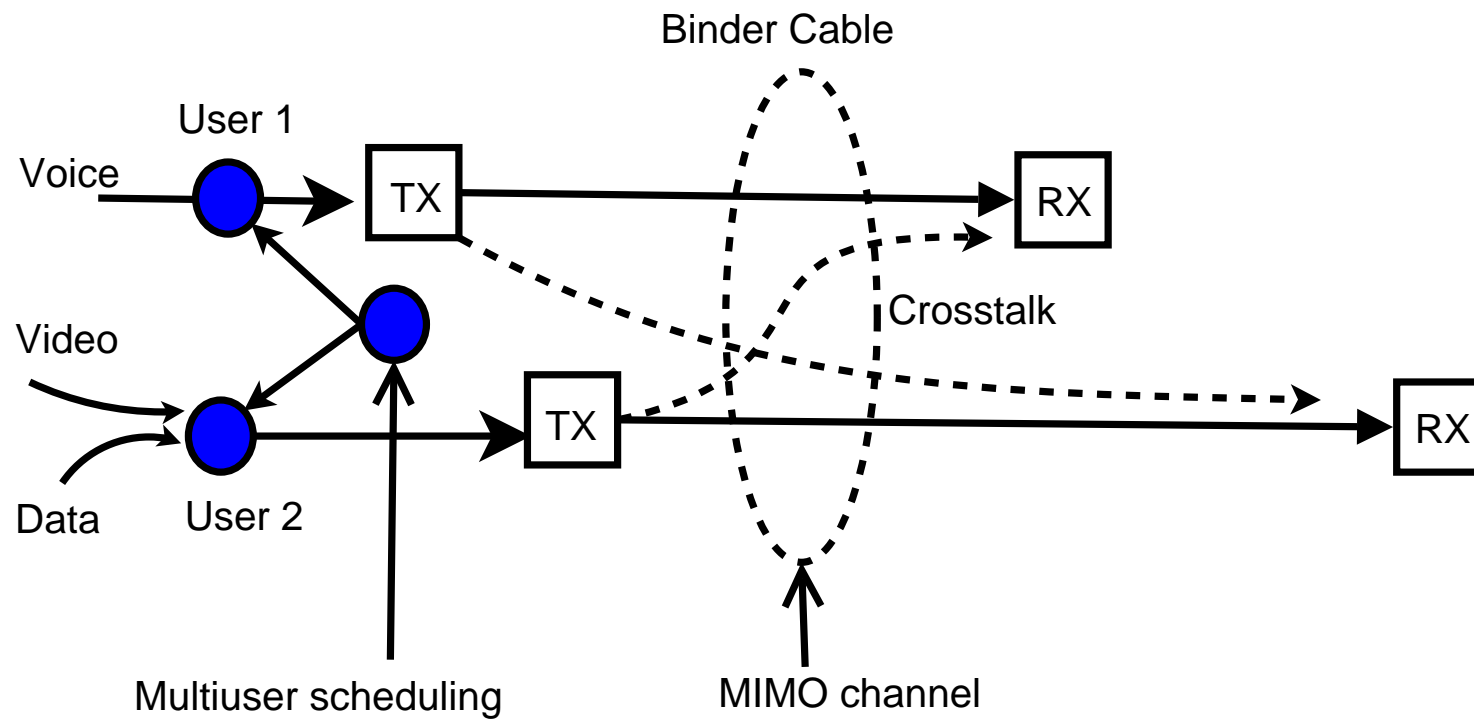 Binder Cable
User 1
Voice
TX
RX
Crosstalk
Video
TX
RX
Data
User 2
Multiuser scheduling
MIMO channel